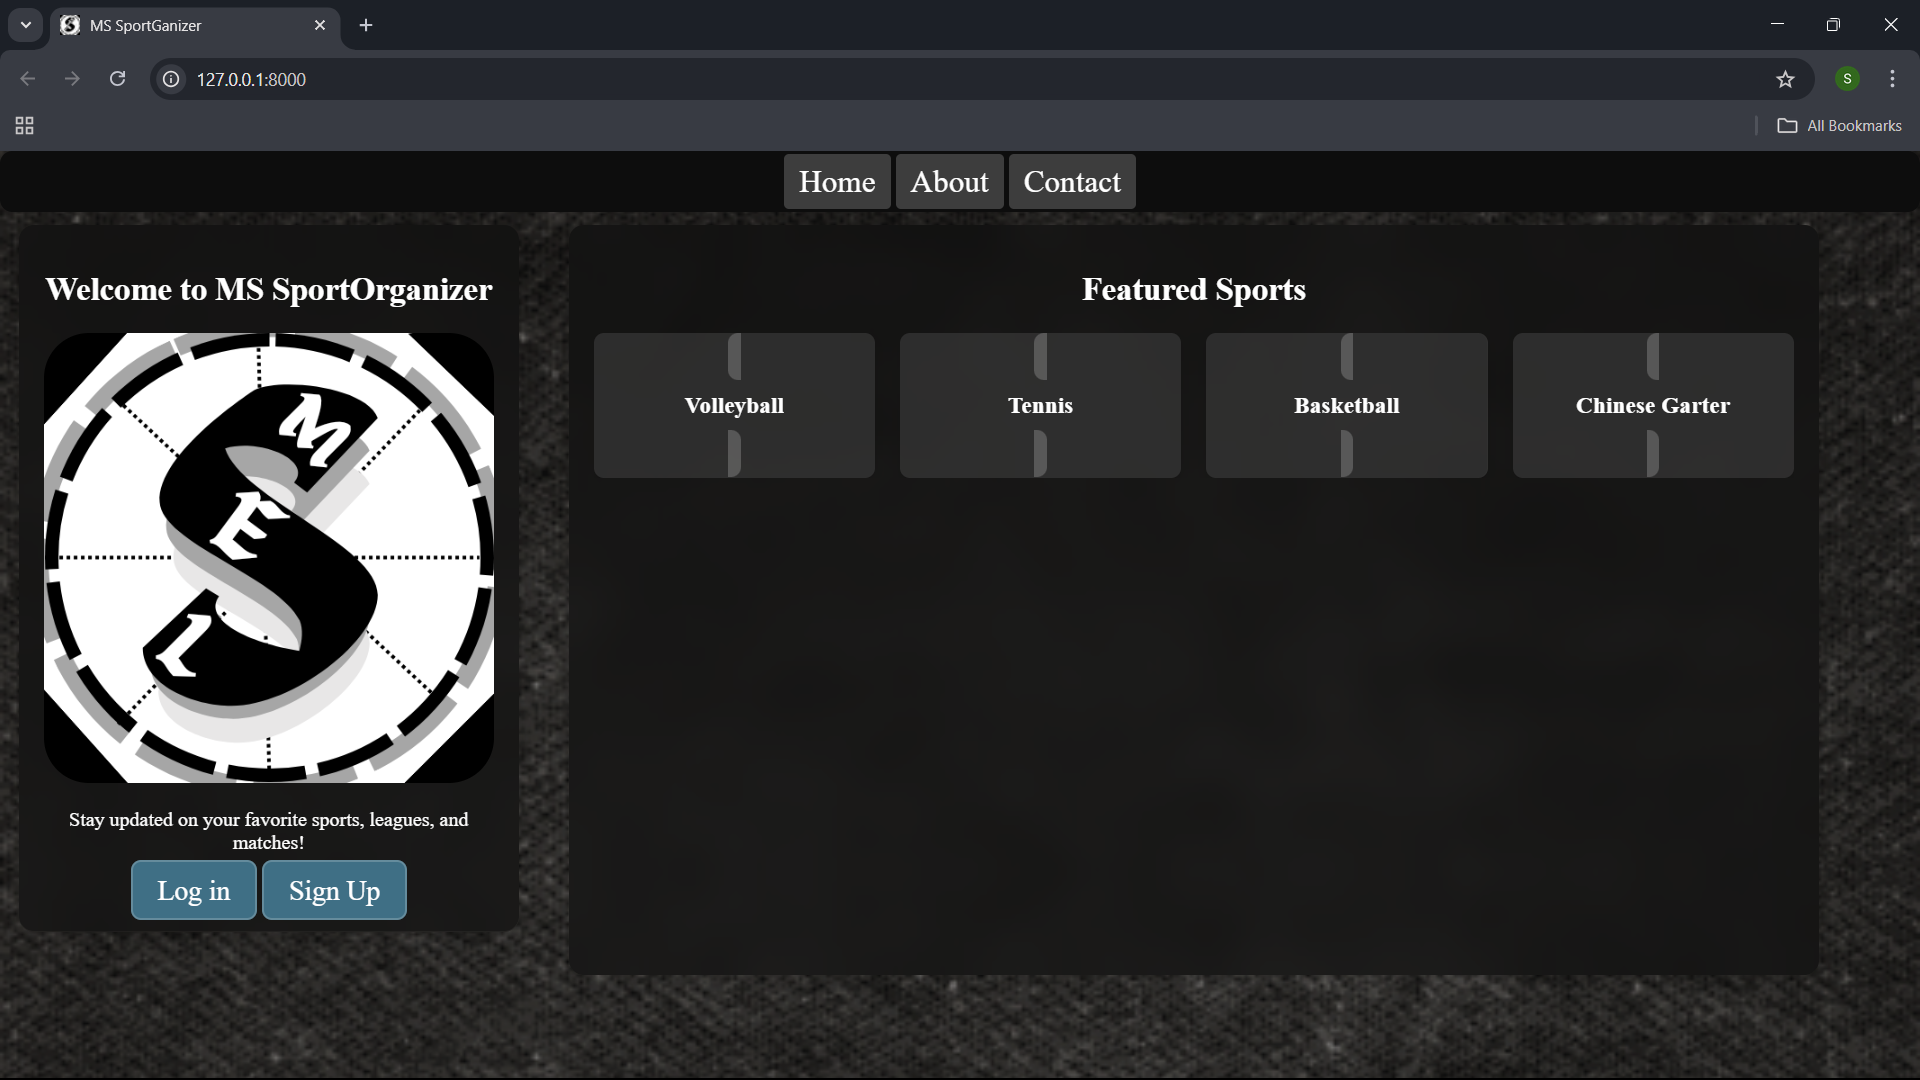 MS SportGanizer
127.0.0.1:8000
S
All Bookmarks
Home About Contact
Welcome to MS SportOrganizer
M
E
L
Stay updated on your favorite sports, leagues, and
matches!
Log in Sign Up
Featured Sports
Volleyball Tennis Basketball Chinese Garter